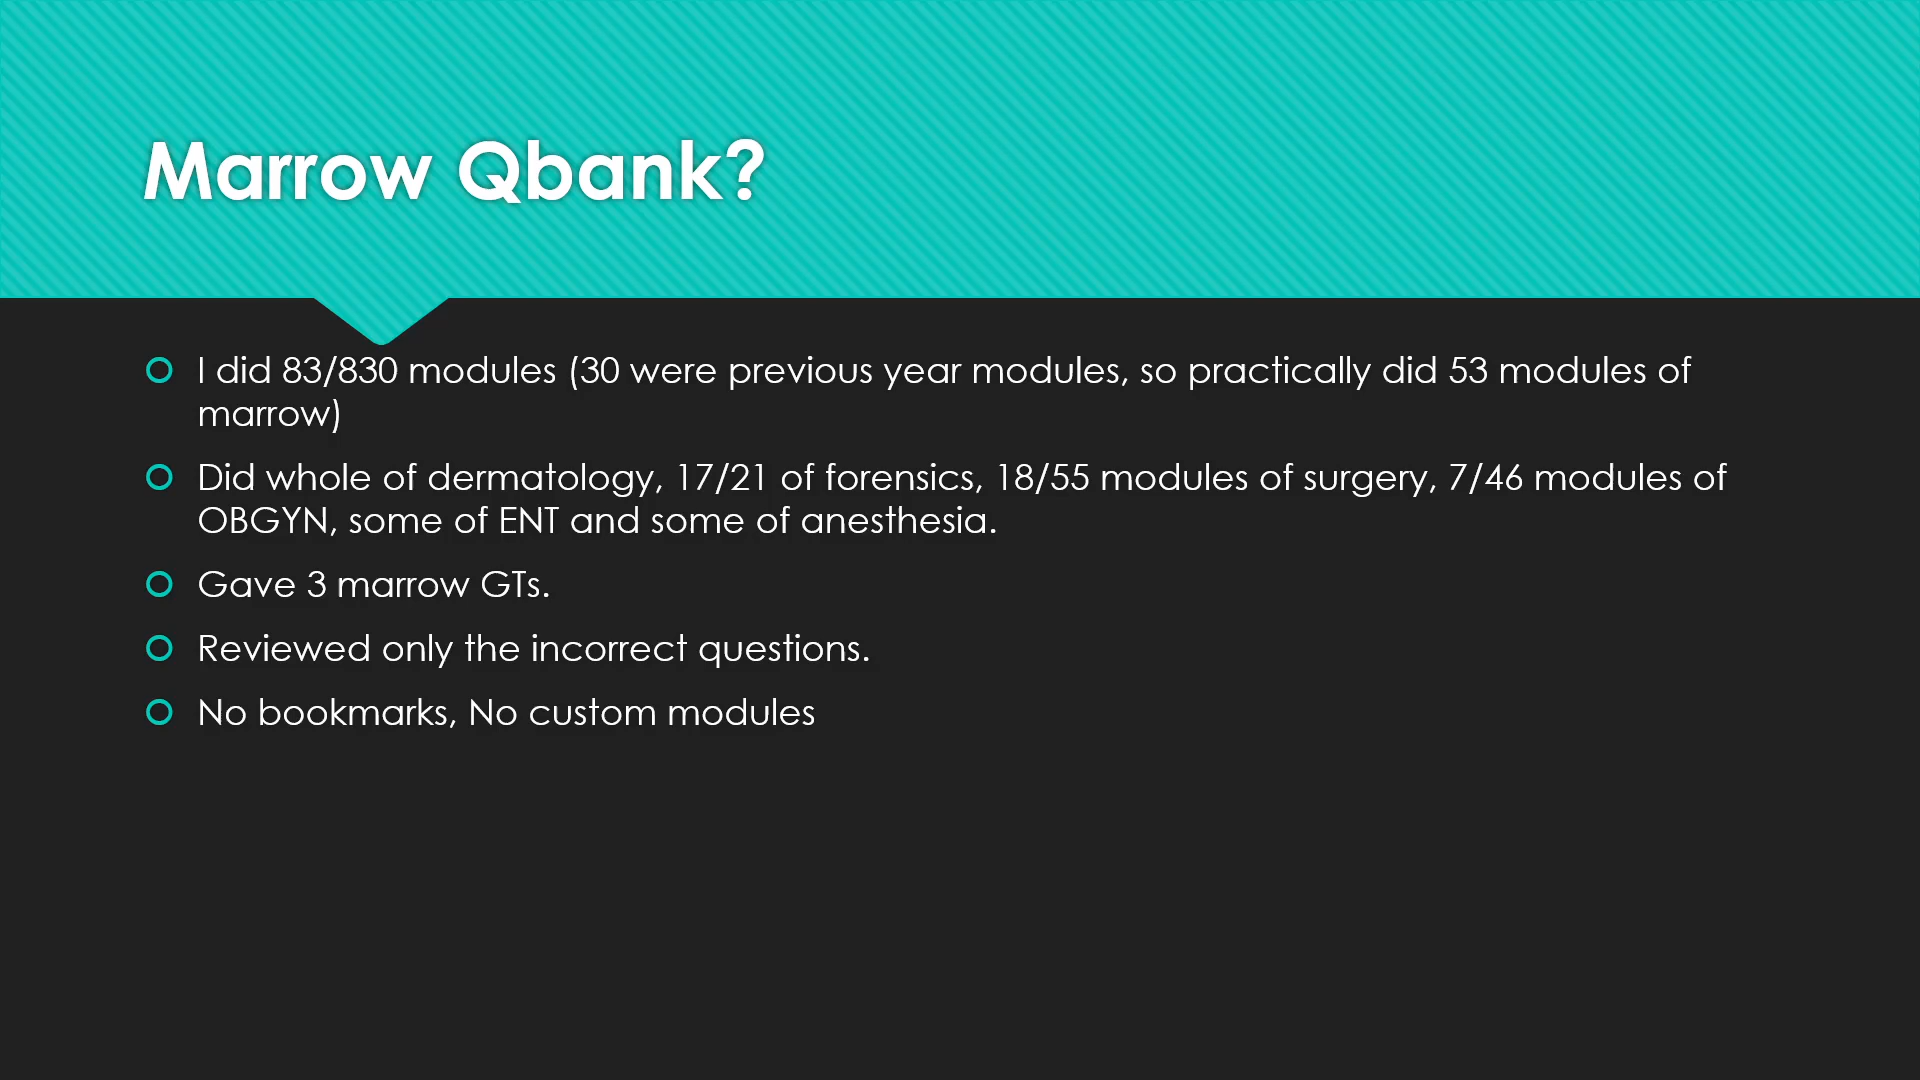 Marrow Qbank?
I did 83/830 modules (30 were previous year modules, so practically did 53 modules of
marrow)
Did whole of dermatology, 17/21 of forensics, 18/55 modules of surgery, 7/46 modules of
OBGYN, some of ENT and some of anesthesia.
Gave 3 marrow GTs.
Reviewed only the incorrect questions.
No bookmarks, No custom modules